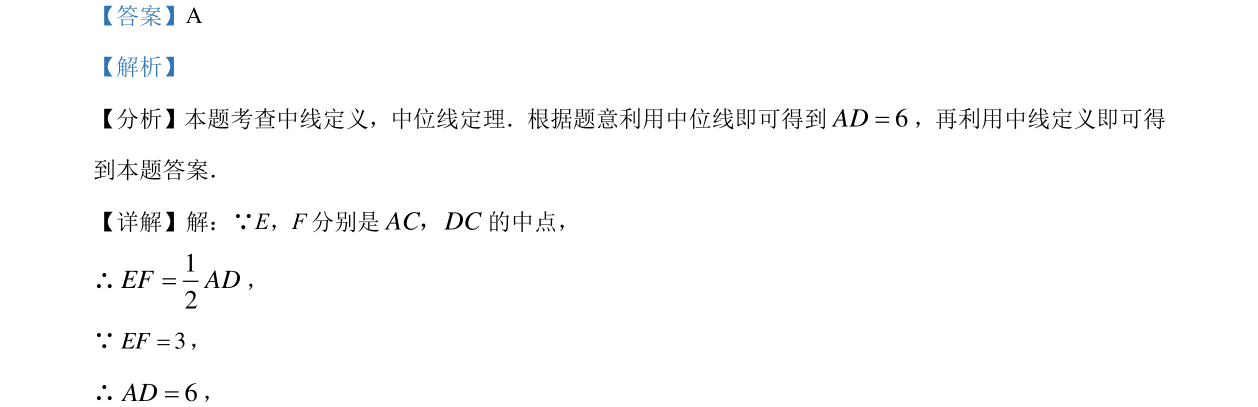 【答案】A
【解析】
【分析】本题考查中线定义，中位线定理．根据题意利用中位线即可得到 AD = 6，再利用中线定义即可得
到本题答案．
【详解】解：∵E，F 分别是 AC，DC 的中点，
∴ EF = \frac{1}{2} AD，
∵ EF = 3，
∴ AD = 6，